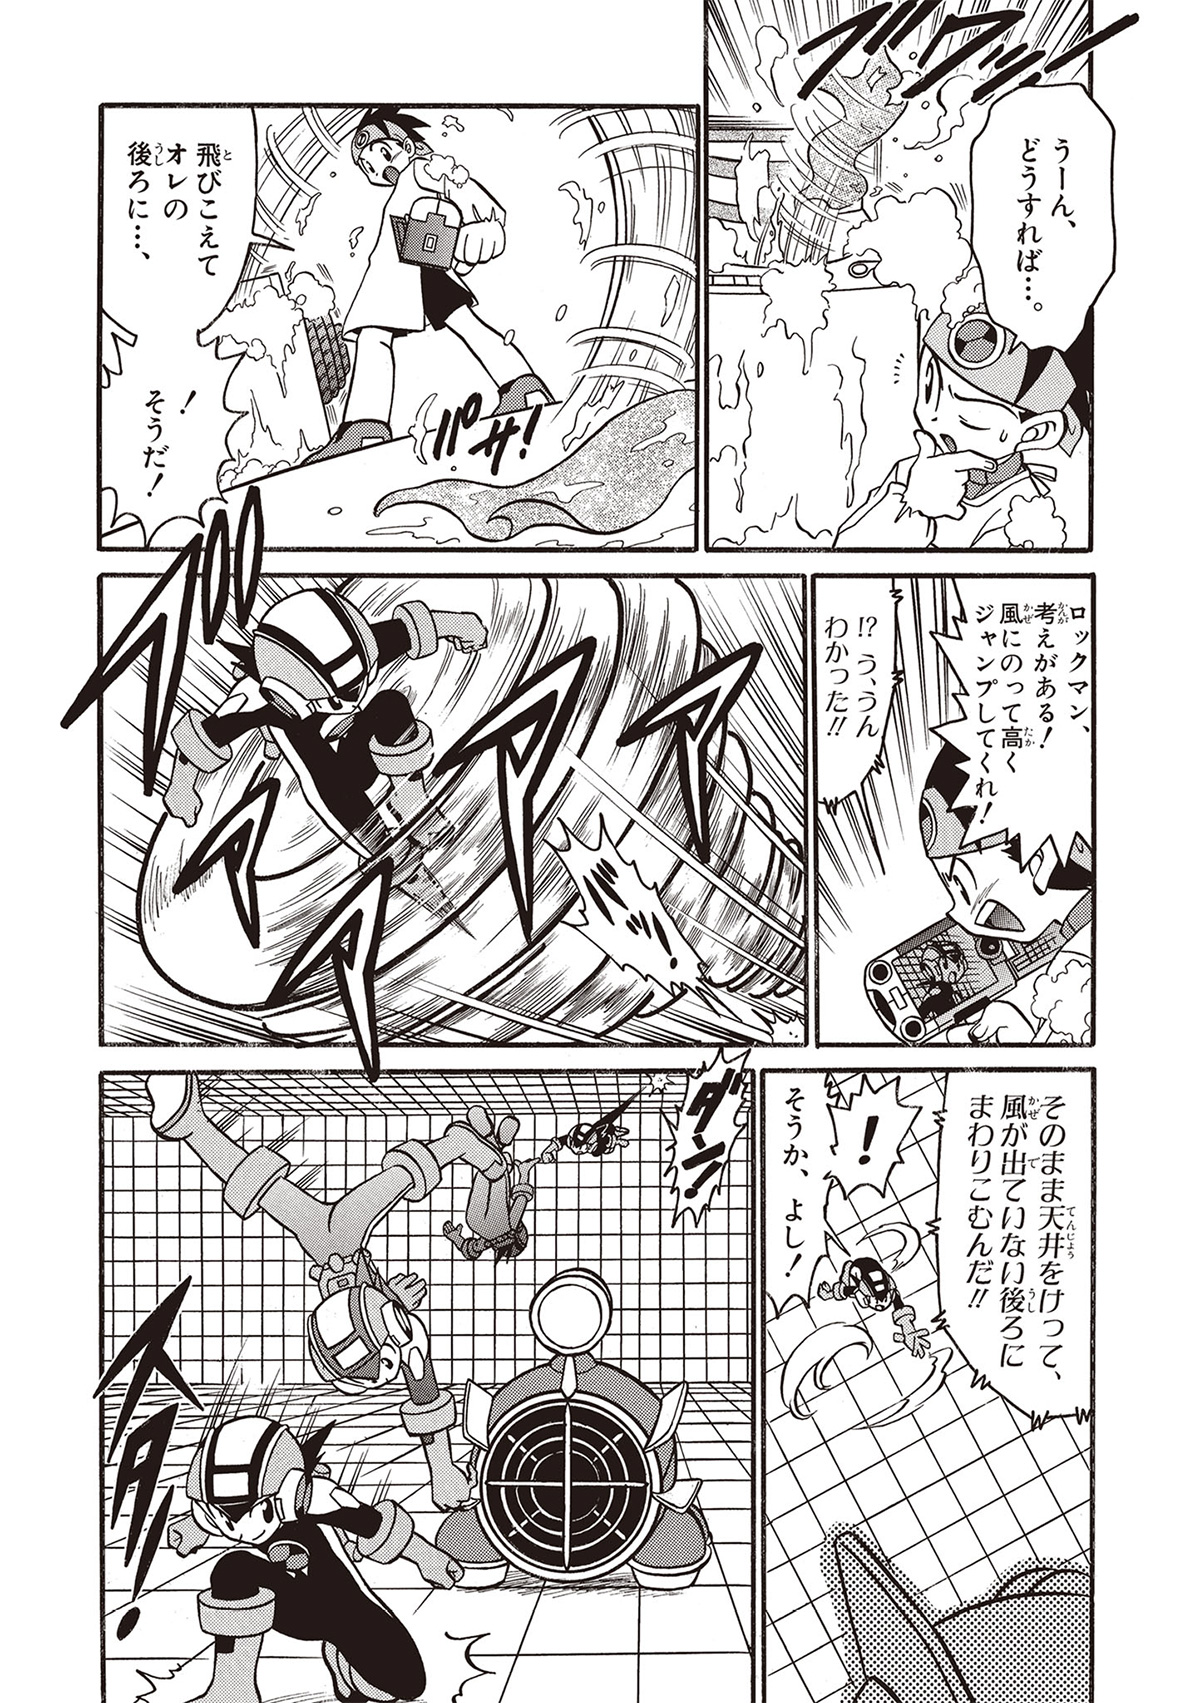 ブワッ
うーん、
どうすれば…。
飛びこえて
オレの
後ろに…、
パサ!
!
そうだ!
ロックマン、
考えがある!
風にのって高く
ジャンプしてくれ!
!? う、うん
わかった!!
ブアアアア
ぴょん!
そのまま天井をけって、
風が出ていない後ろに
まわりこむんだ!!
!
そうか、よし!
ダン!
スタッ!